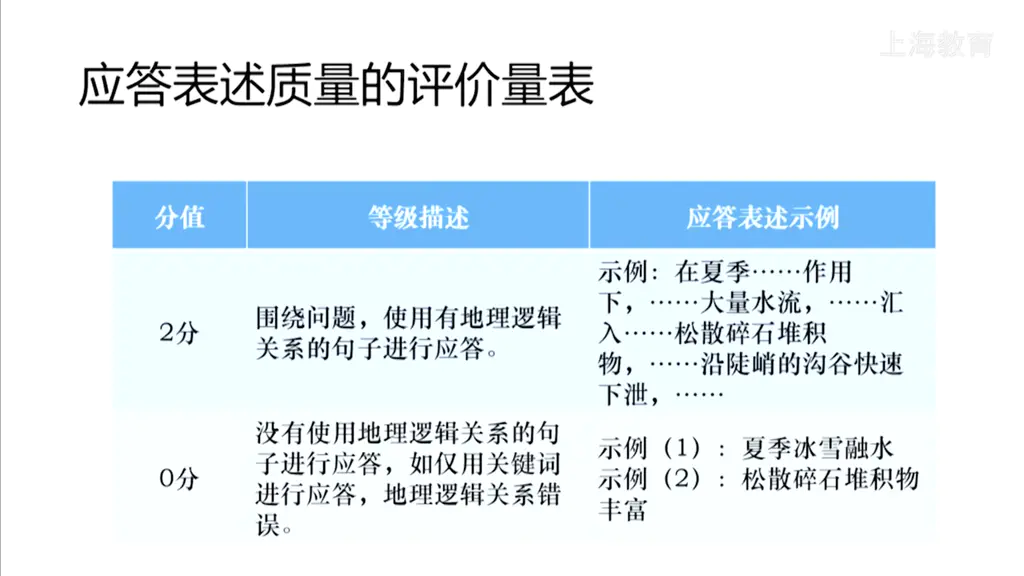 上海教育
应答表述质量的评价量表
分值
等级描述
应答表述示例
2分
围绕问题，使用有地理逻辑
关系的句子进行应答。
示例：在夏季……作用
下，……大量水流，……汇
入……松散碎石堆积
物，……沿陡峭的沟谷快速
下泄，……
0分
没有使用地理逻辑关系的句
子进行应答，如仅用关键词
进行应答，地理逻辑关系错
误。
示例（1）：夏季冰雪融水
示例（2）：松散碎石堆积物
丰富